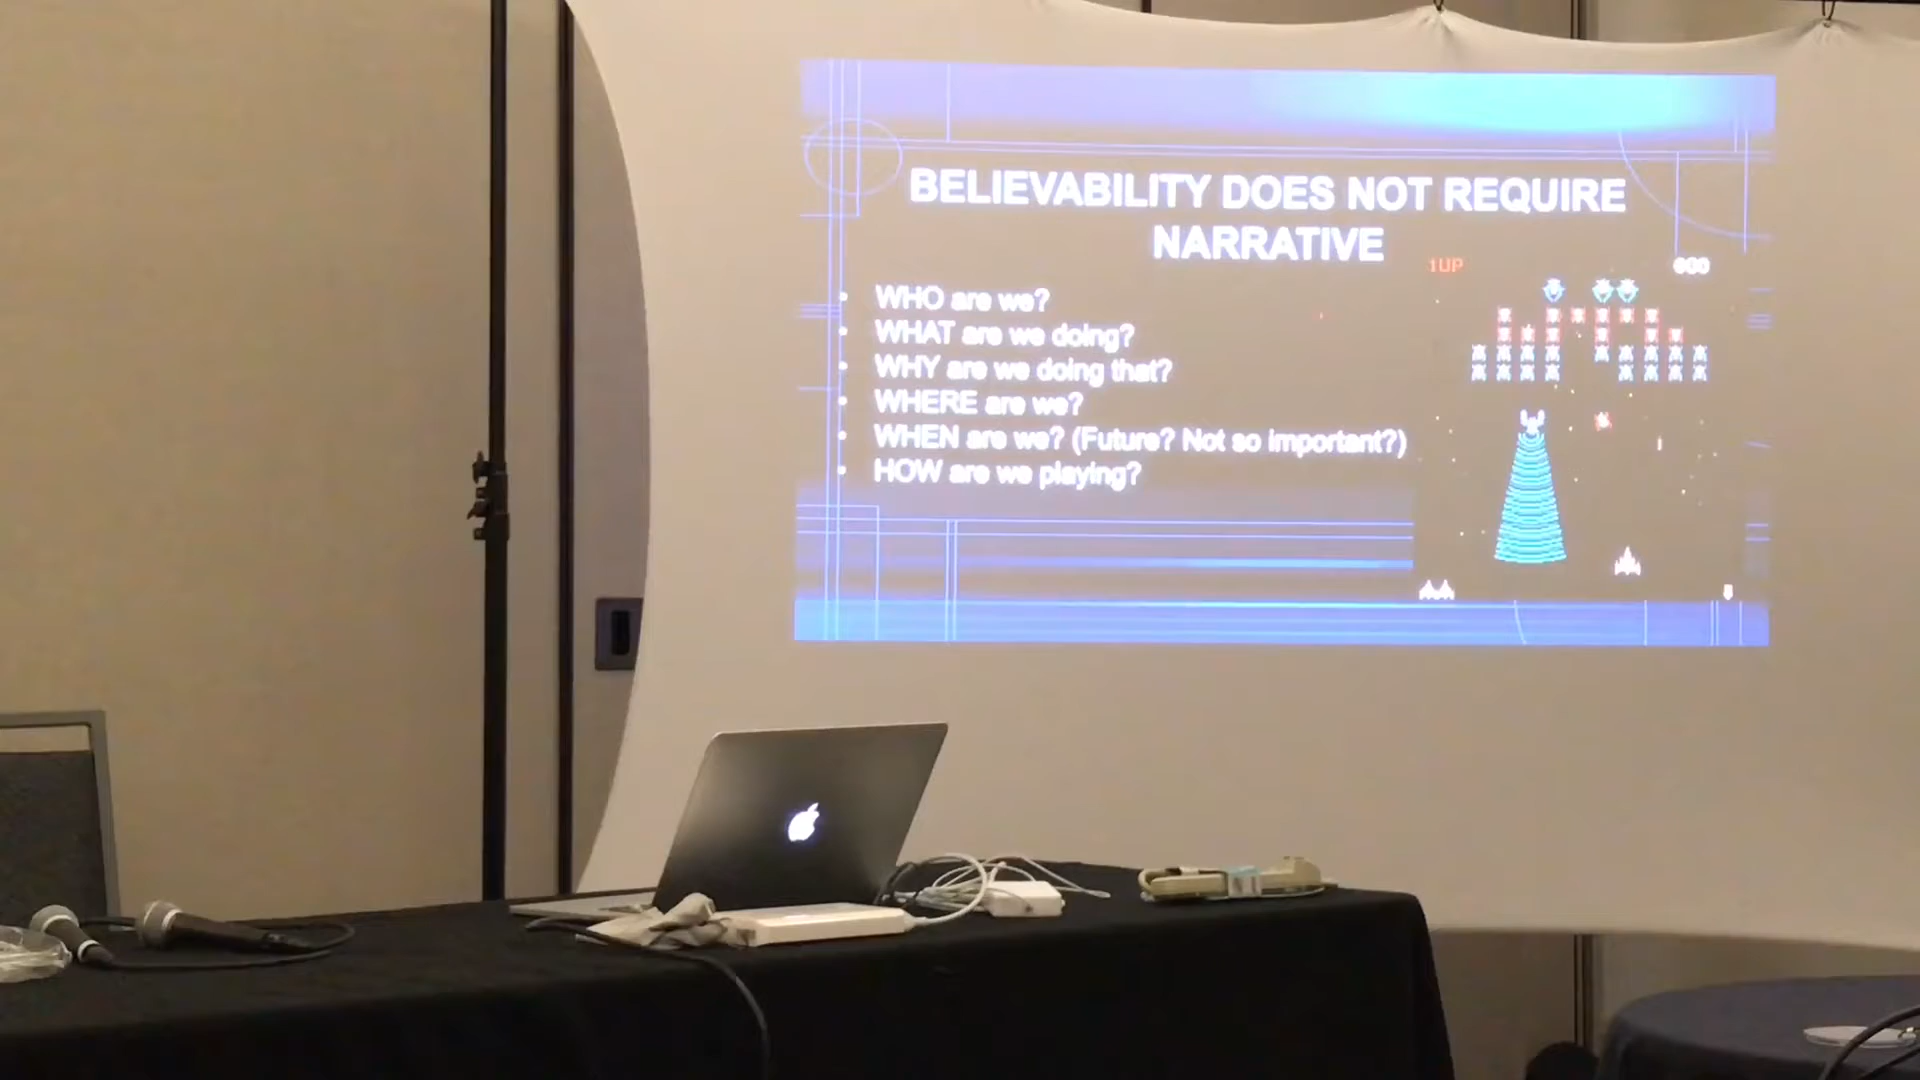 BELIEVABILITY DOES NOT REQUIRE
NARRATIVE
1UP
600
• WHO are we?
• WHAT are we doing?
• WHY are we doing that?
• WHERE are we?
• WHEN are we? (Future? Not so important?)
• HOW are we playing?